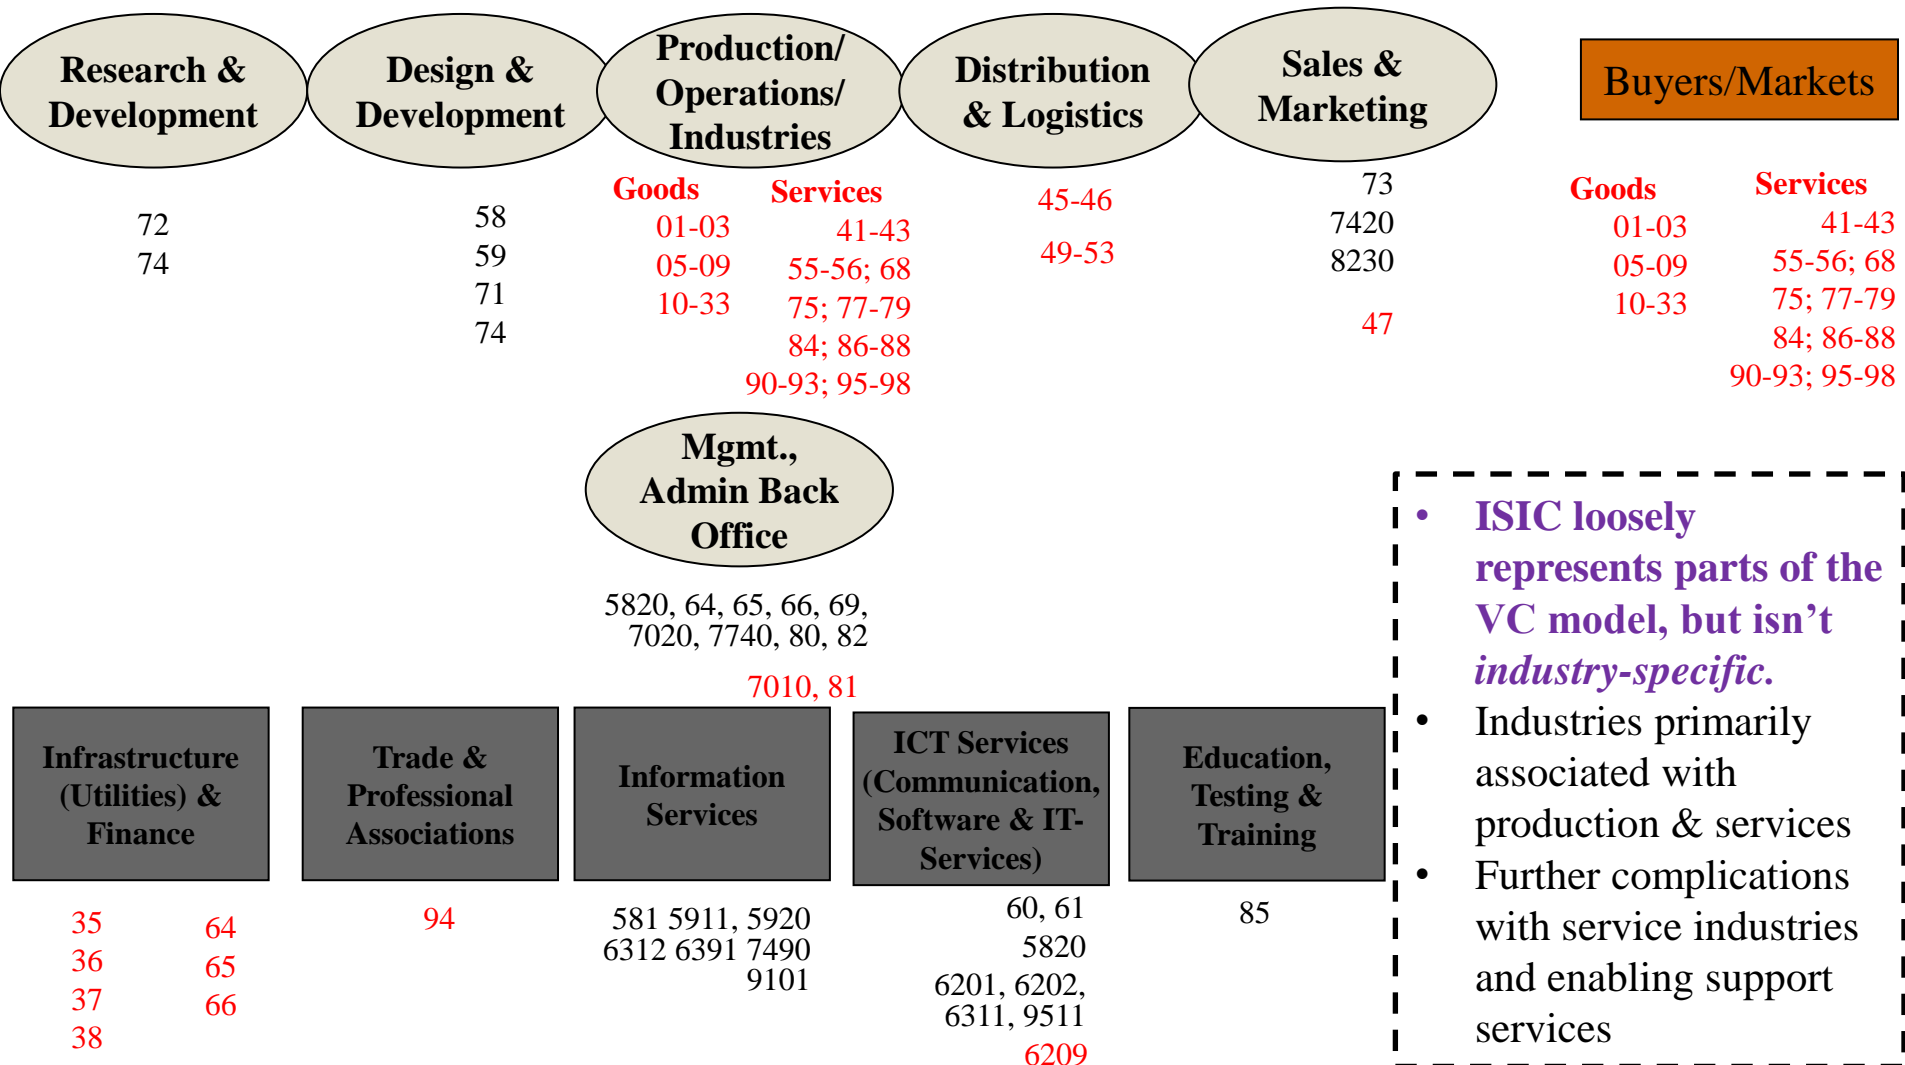 Research &
Development
Design &
Development
Production/
Operations/
Industries
Distribution
& Logistics
Sales &
Marketing
Buyers/Markets
72
74
58
59
71
74
Goods
01-03
05-09
10-33
Services
41-43
55-56; 68
75; 77-79
84; 86-88
90-93; 95-98
45-46
49-53
73
7420
8230
47
Goods
01-03
05-09
10-33
Services
41-43
55-56; 68
75; 77-79
84; 86-88
90-93; 95-98
Mgmt.,
Admin Back
Office
5820, 64, 65, 66, 69,
7020, 7740, 80, 82
7010, 81
Infrastructure
(Utilities) &
Finance
Trade &
Professional
Associations
Information
Services
ICT Services
(Communication,
Software & IT-
Services)
Education,
Testing &
Training
35
36
37
38
64
65
66
94
581 5911, 5920
6312 6391 7490
9101
60, 61
5820
6201, 6202,
6311, 9511
6209
85
• ISIC loosely
represents parts of the
VC model, but isn’t
industry-specific.
• Industries primarily
associated with
production & services
• Further complications
with service industries
and enabling support
services